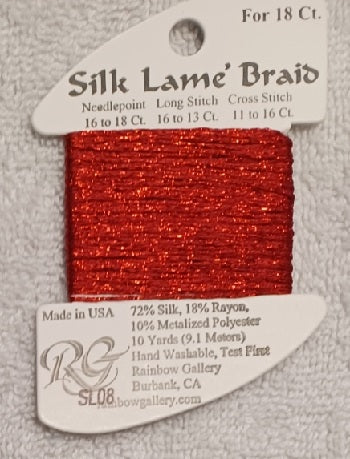 For 18 Ct.
Silk Lame' Braid
Needlepoint Long Stitch Cross Stitch
16 to 18 Ct. 16 to 13 Ct. 11 to 16 Ct.
Made in USA
72% Silk, 18% Rayon,
10% Metalized Polyester
10 Yards (9.1 Meters)
Hand Washable, Test First
Rainbow Gallery
Burbank, CA
RG
SL08
bowgallery.com